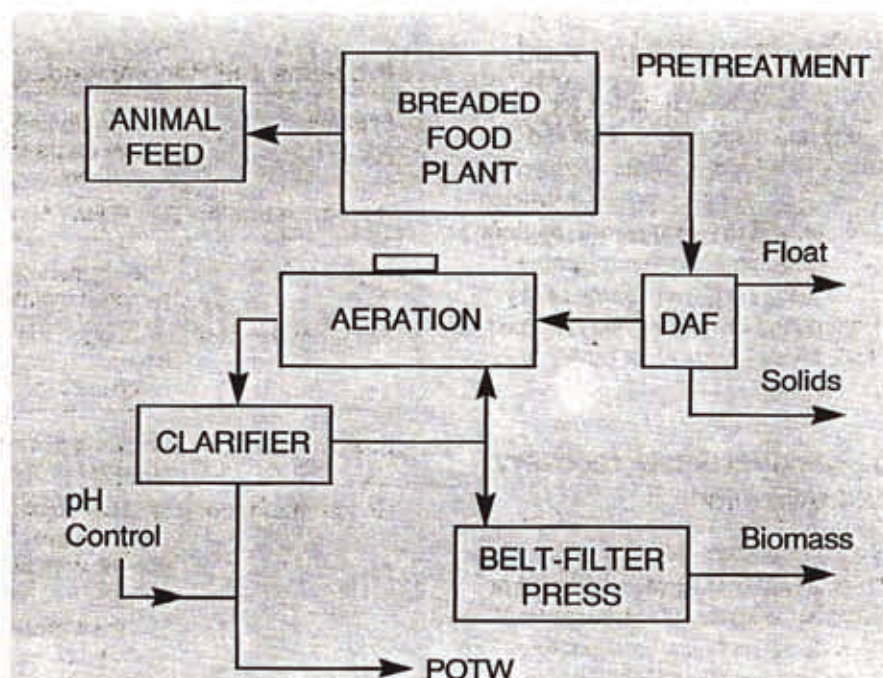 PRETREATMENT
BREADED
FOOD
PLANT
ANIMAL
FEED
Float
AERATION
DAF
Solids
CLARIFIER
pH
Control
BELT-FILTER
PRESS
Biomass
POTW